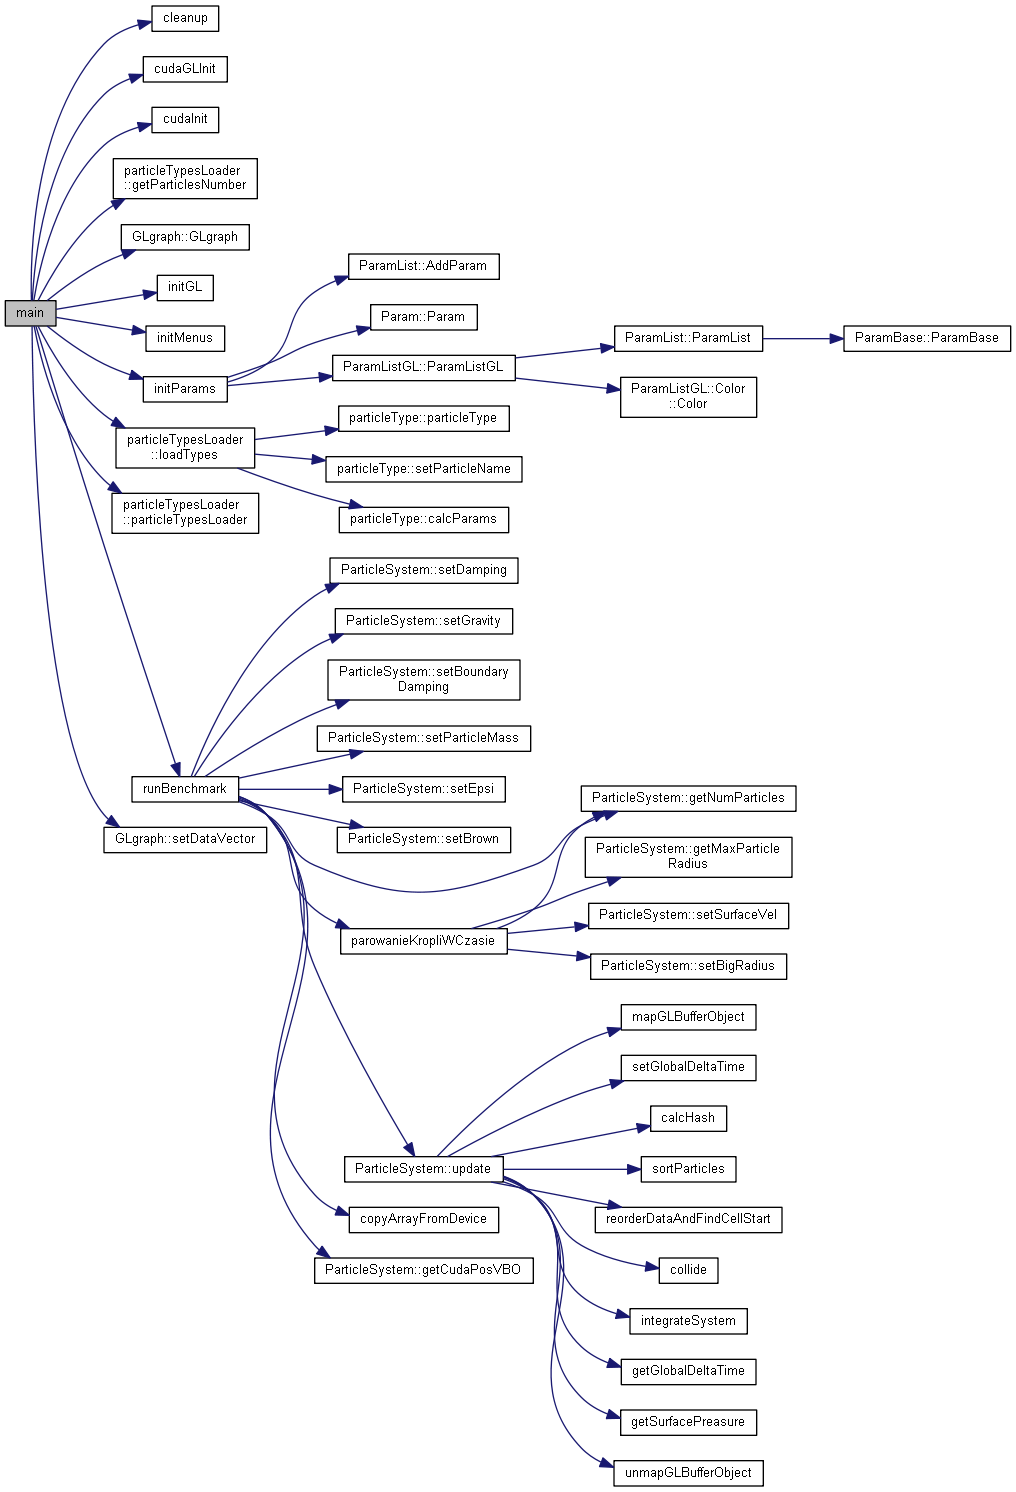 cleanup
cudaGLInit
cudaInit
particleTypesLoader
::getParticlesNumber
GLgraph::GLgraph
initGL
main
initMenus
initParams
ParamList::AddParam
Param::Param
ParamListGL::ParamListGL
ParamList::ParamList
ParamBase::ParamBase
ParamListGL::Color
::Color
particleTypesLoader
::loadTypes
particleType::particleType
particleType::setParticleName
particleType::calcParams
particleTypesLoader
::particleTypesLoader
runBenchmark
GLgraph::setDataVector
ParticleSystem::setDamping
ParticleSystem::setGravity
ParticleSystem::setBoundary
Damping
ParticleSystem::setParticleMass
ParticleSystem::setEpsi
ParticleSystem::setBrown
ParticleSystem::getNumParticles
ParticleSystem::getMaxParticle
Radius
parowanieKropliWCzasie
ParticleSystem::setSurfaceVel
ParticleSystem::setBigRadius
ParticleSystem::update
mapGLBufferObject
setGlobalDeltaTime
calcHash
sortParticles
reorderDataAndFindCellStart
collide
integrateSystem
getGlobalDeltaTime
getSurfacePreasure
unmapGLBufferObject
copyArrayFromDevice
ParticleSystem::getCudaPosVBO